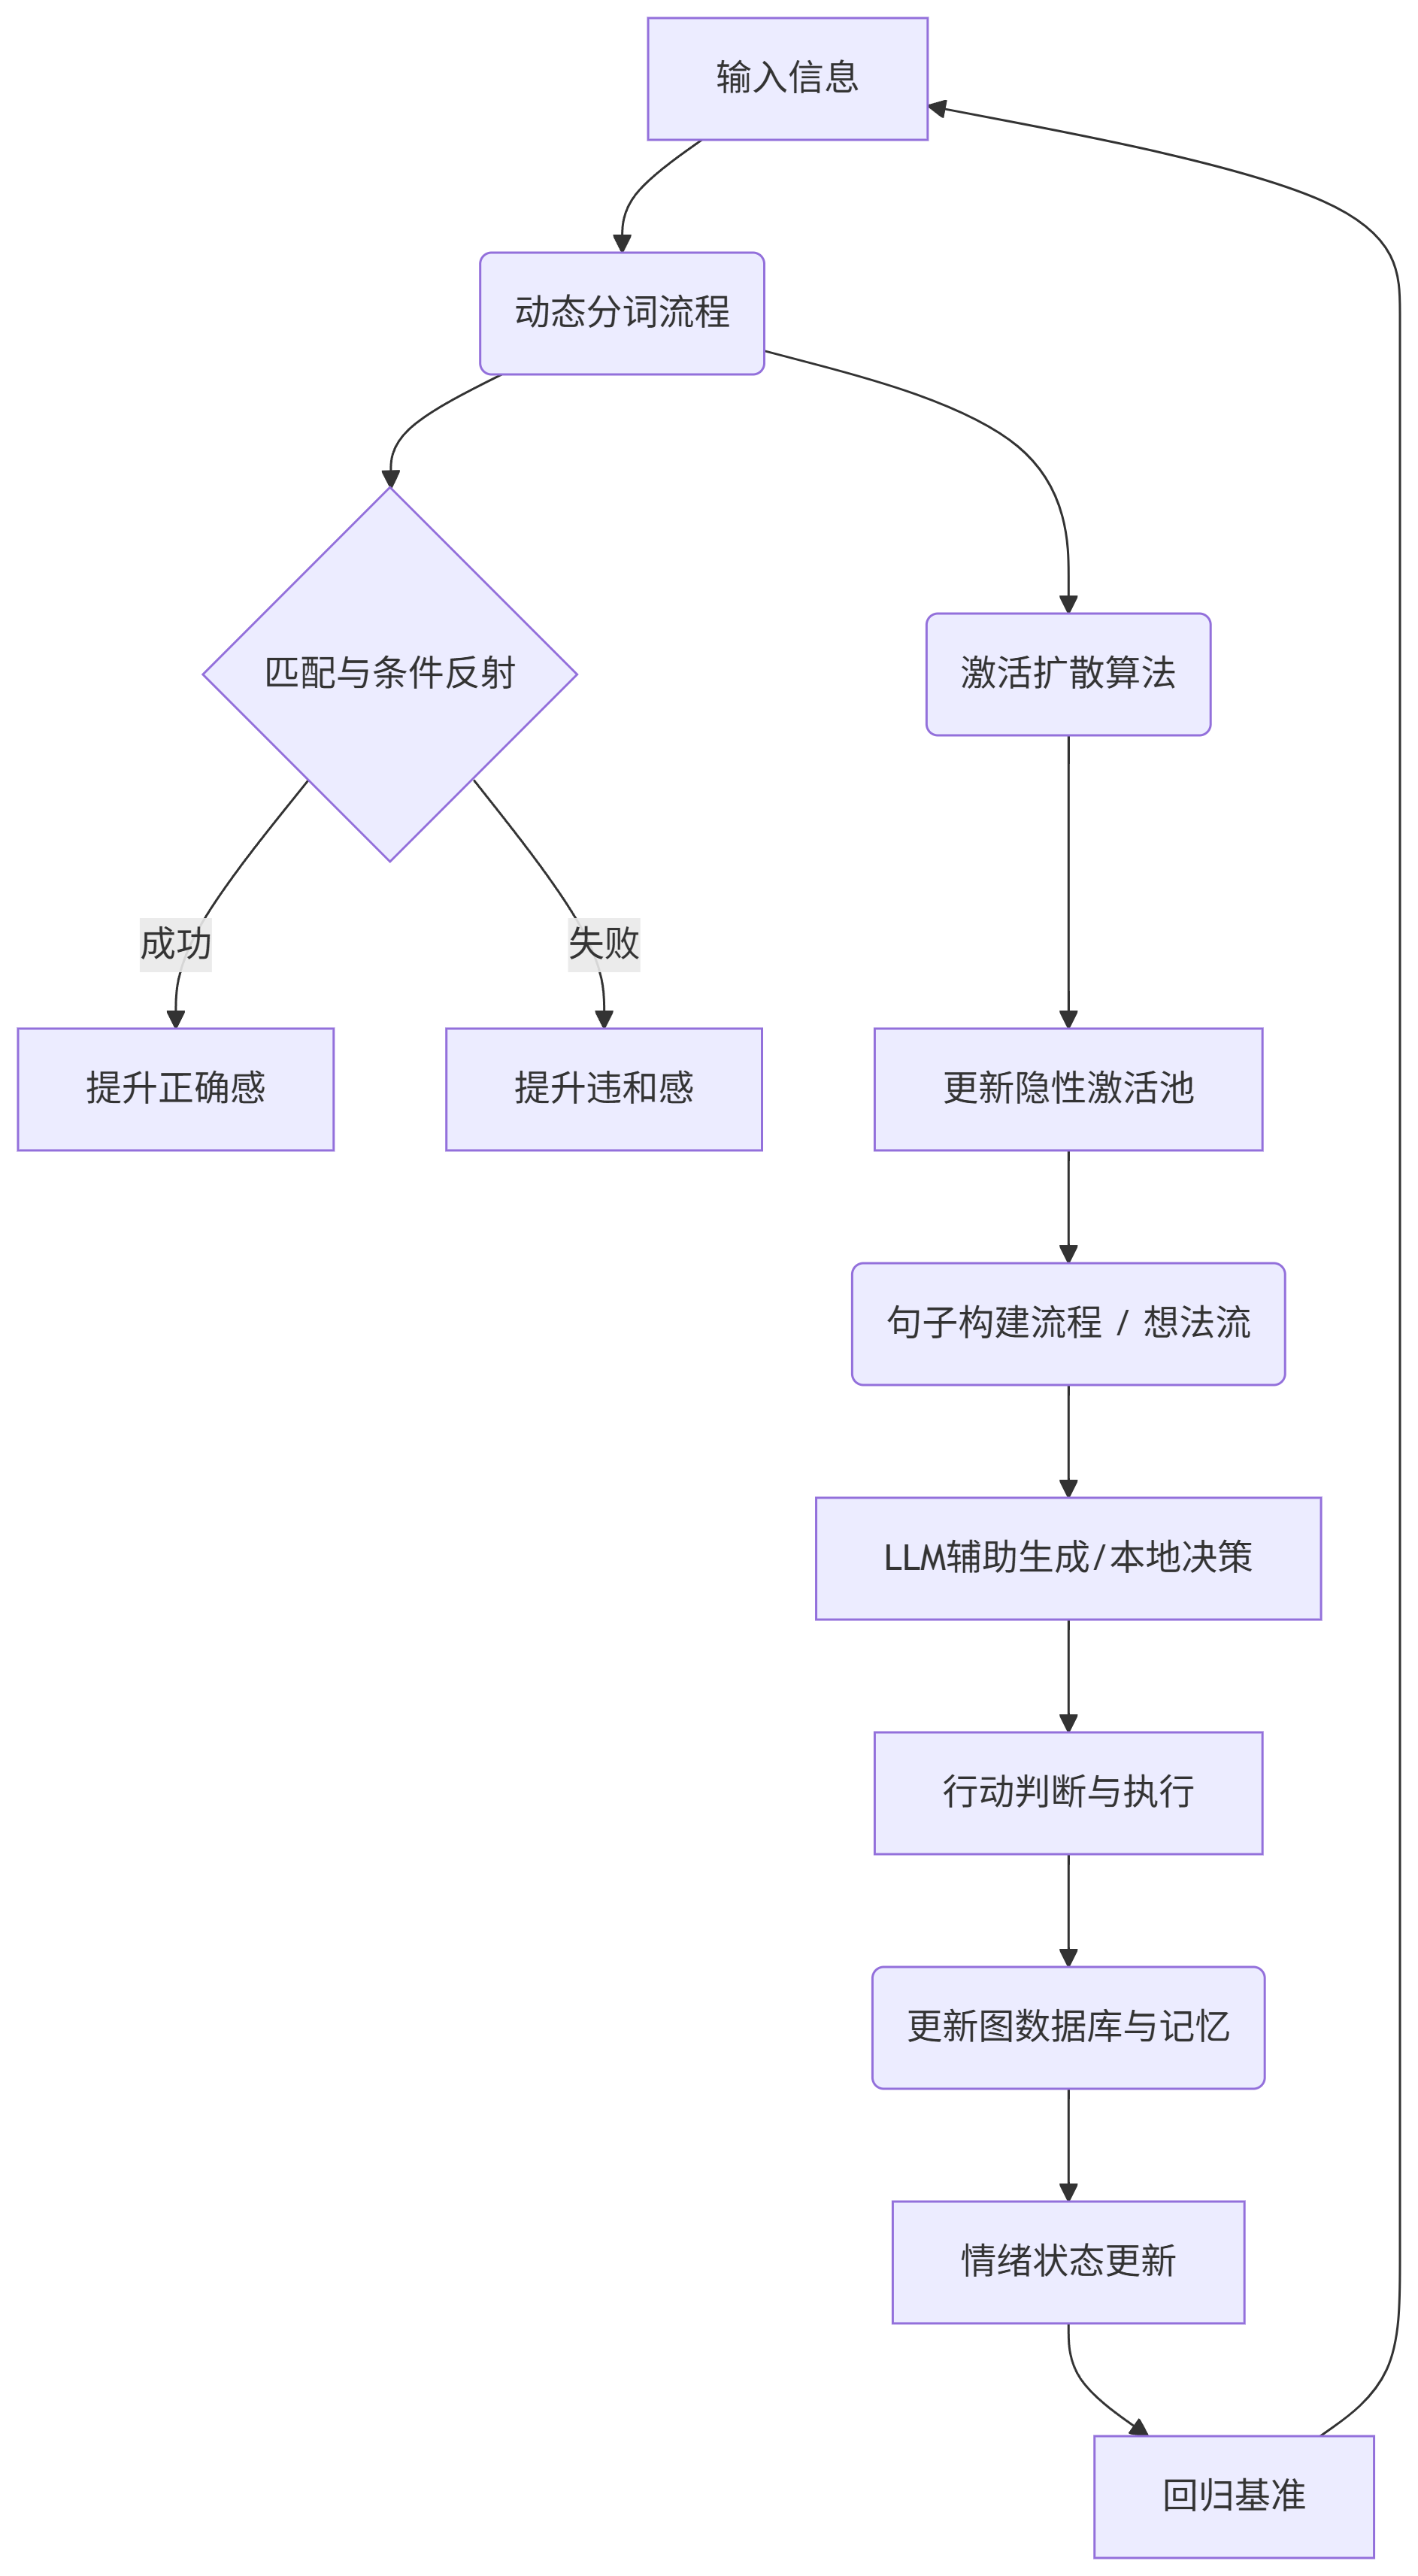 输入信息
动态分词流程
匹配与条件反射
激活扩散算法
成功
失败
提升正确感
提升违和感
更新隐性激活池
句子构建流程 / 想法流
LLM辅助生成/本地决策
行动判断与执行
更新图数据库与记忆
情绪状态更新
回归基准